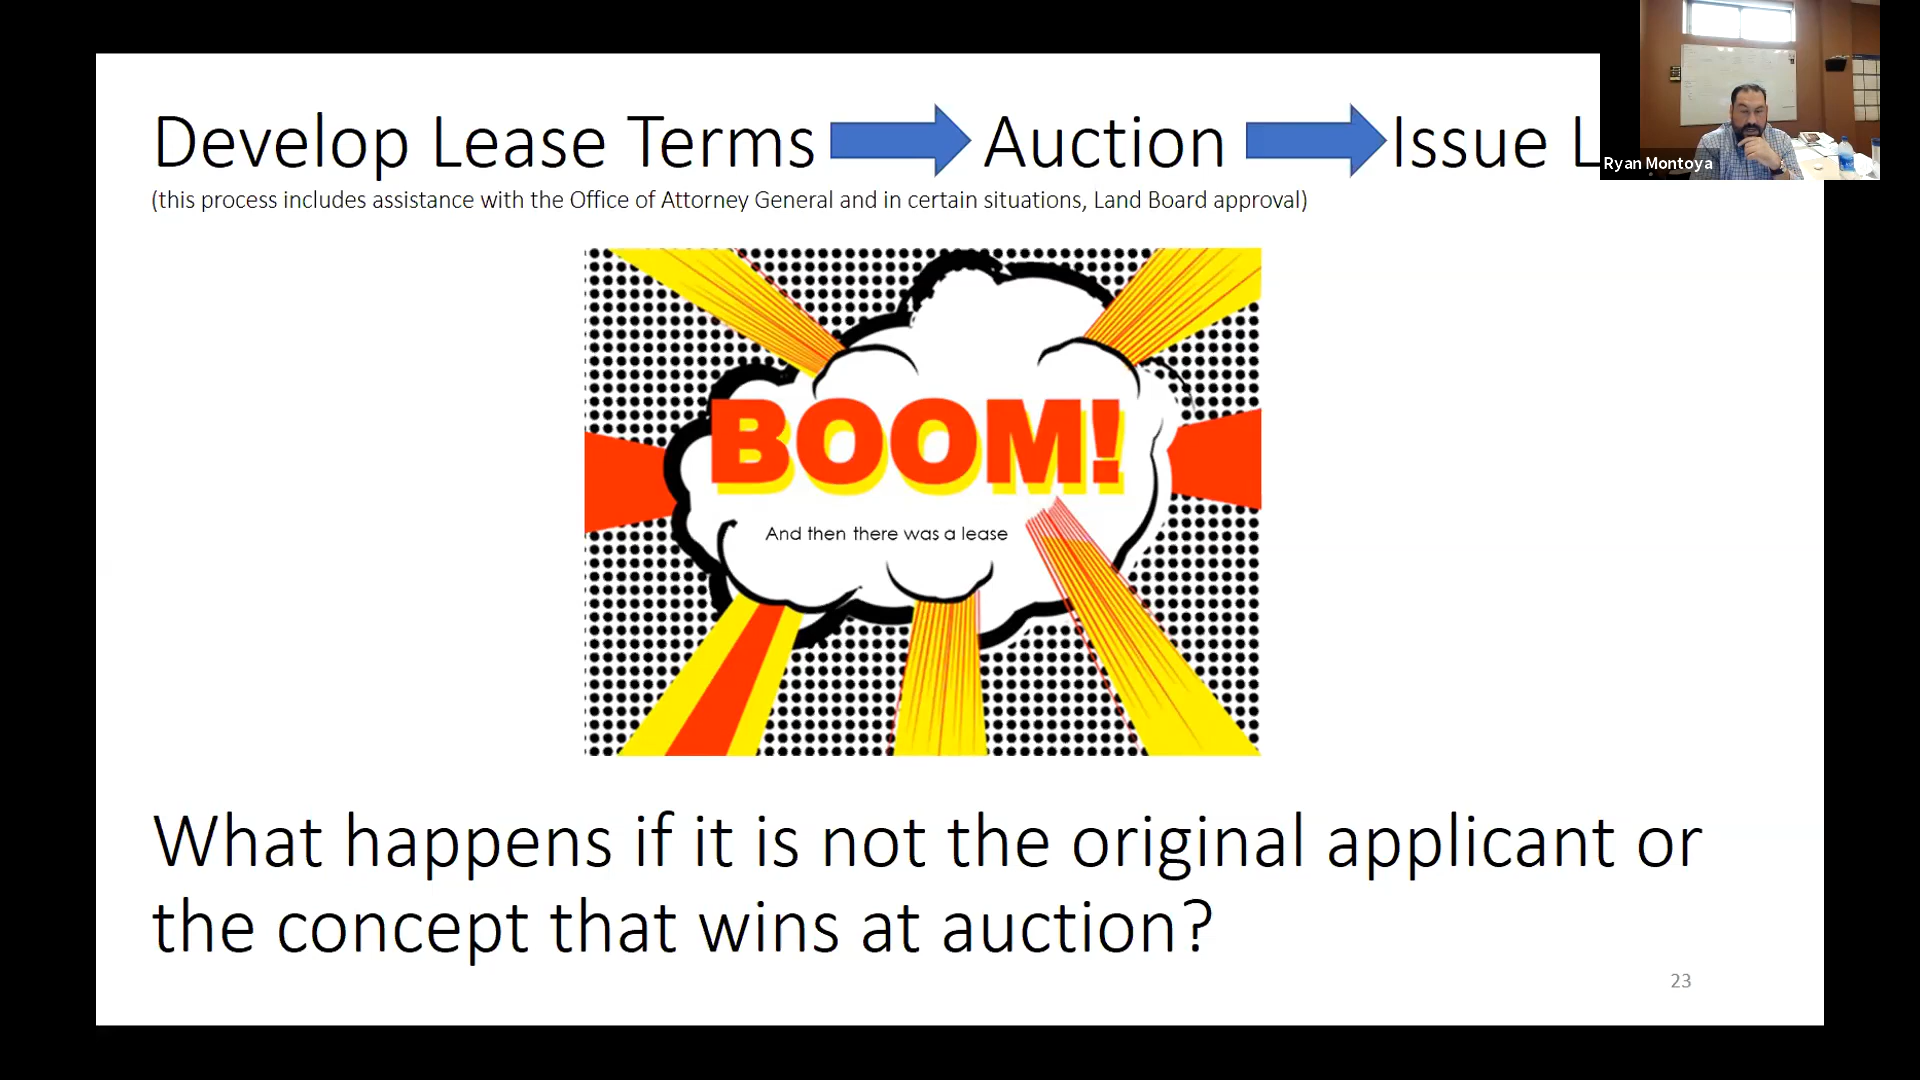 Develop Lease Terms Auction Issue L
Ryan Montoya
(this process includes assistance with the Office of Attorney General and in certain situations, Land Board approval)
BOOM!
And then there was a lease
What happens if it is not the original applicant or
the concept that wins at auction?
23